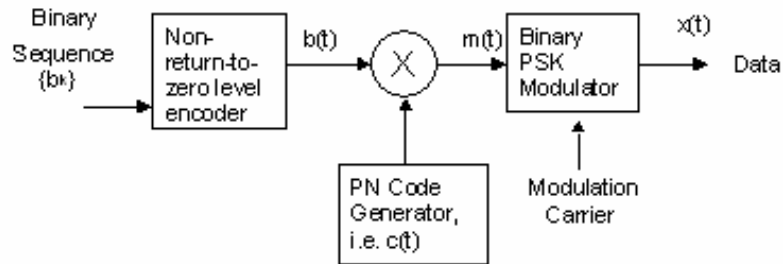 Binary
Sequence
{bk}
Non-
return-to-
zero level
encoder
b(t)
X
m(t)
Binary
PSK
Modulator
x(t)
Data
PN Code
Generator,
i.e. c(t)
Modulation
Carrier